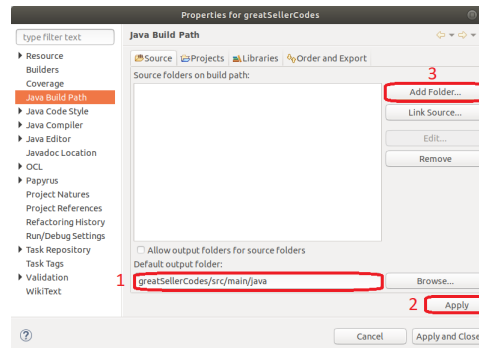 Properties for greatSellerCodes
type filter text
Java Build Path
Resource
Builders
Coverage
Java Build Path
Java Code Style
Java Compiler
Java Editor
Javadoc Location
OCL
Papyrus
Project Natures
Project References
Refactoring History
Run/Debug Settings
Task Repository
Task Tags
Validation
WikiText
Source Projects Libraries Order and Export
Source folders on build path:
3
Add Folder...
Link Source...
Edit...
Remove
Allow output folders for source folders
Default output folder:
1 greatSellerCodes/src/main/java Browse...
2 Apply
? Cancel Apply and Close